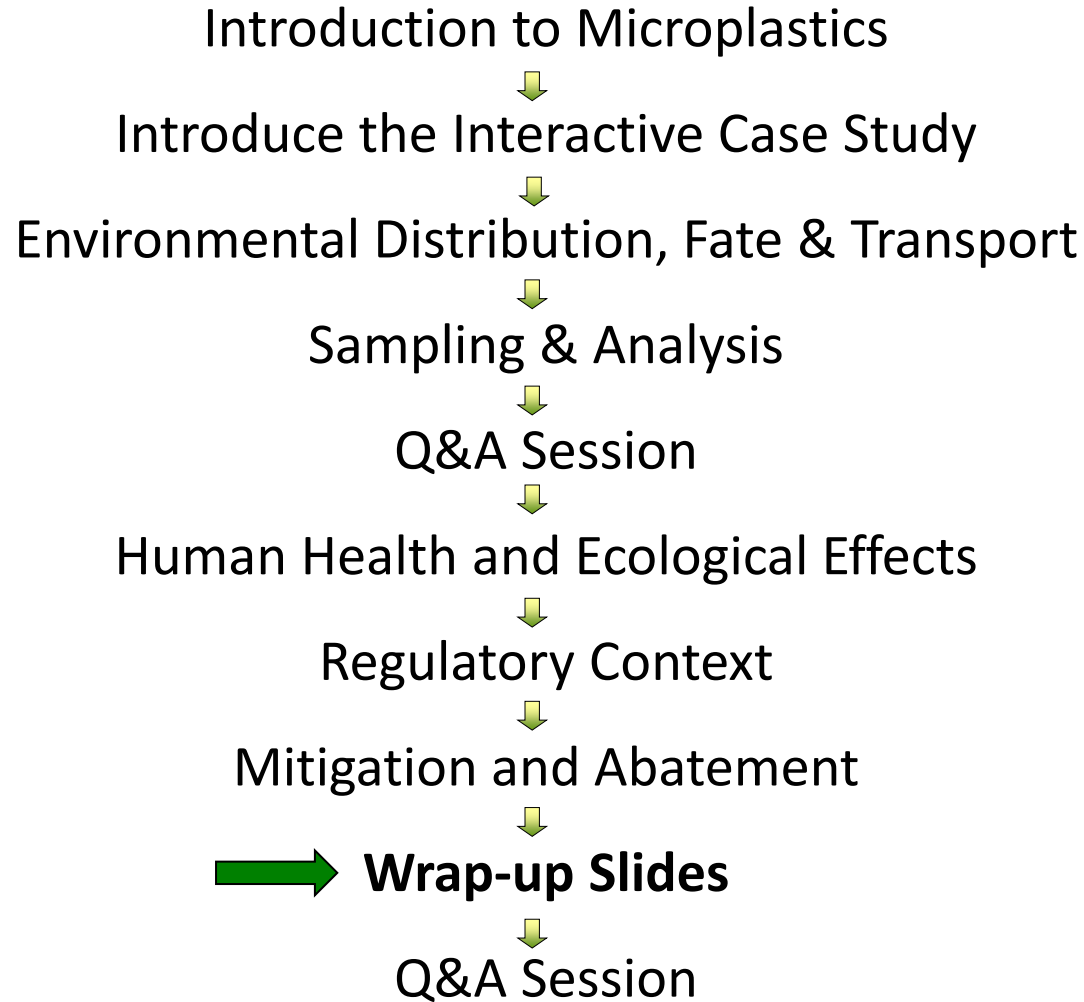 Introduction to Microplastics
Introduce the Interactive Case Study
Environmental Distribution, Fate & Transport
Sampling & Analysis
Q&A Session
Human Health and Ecological Effects
Regulatory Context
Mitigation and Abatement
Wrap-up Slides
Q&A Session